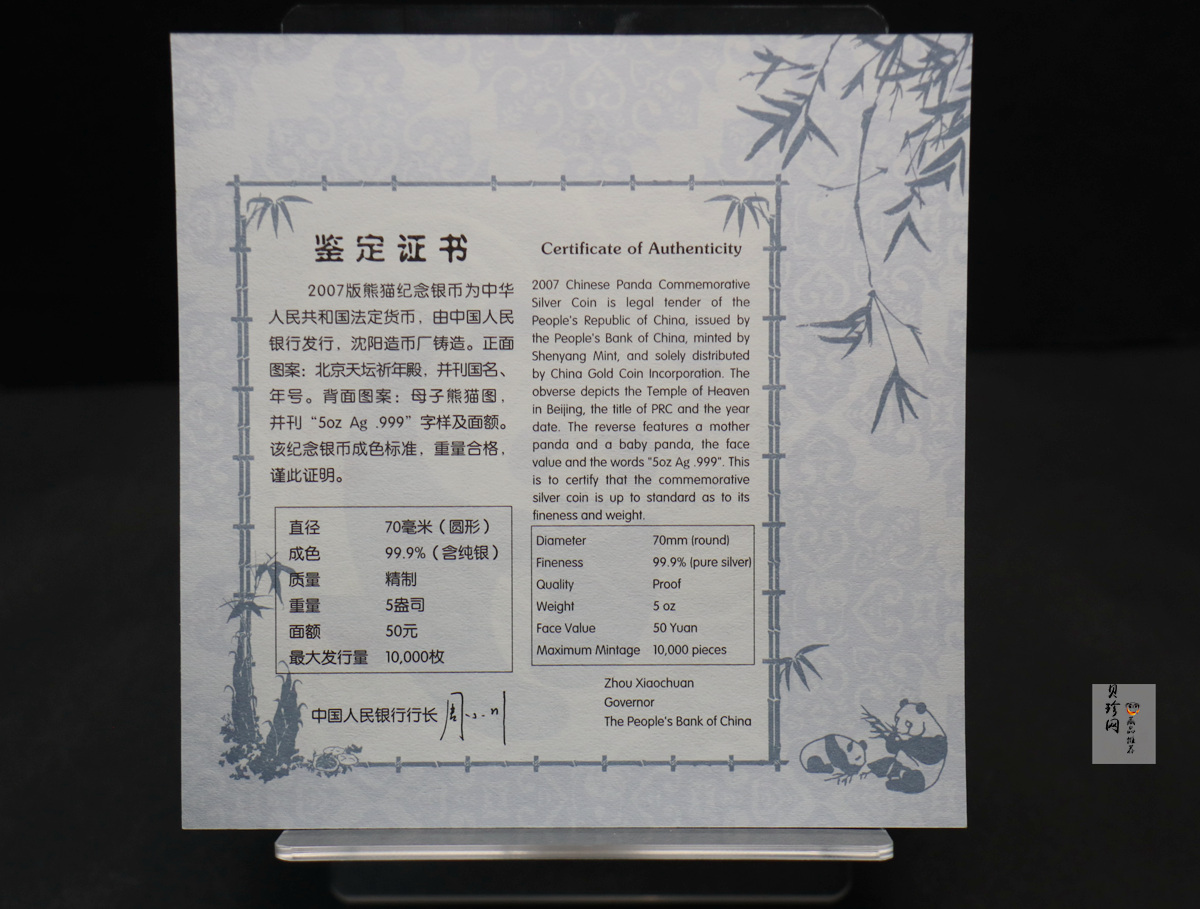 鉴定证书
2007版熊猫纪念银币为中华
人民共和国法定货币，由中国人民
银行发行，沈阳造币厂铸造。正面
图案：北京天坛祈年殿，并刊国名、
年号。背面图案：母子熊猫图，
并刊“5oz Ag .999”字样及面额。
该纪念银币成色标准，重量合格，
谨此证明。
直径 70毫米（圆形）
成色 99.9%（含纯银）
质量 精制
重量 5盎司
面额 50元
最大发行量 10,000枚
中国人民银行行长 周小川
Certificate of Authenticity
2007 Chinese Panda Commemorative
Silver Coin is legal tender of the
People's Republic of China, issued by
the People's Bank of China, minted by
Shenyang Mint, and solely distributed
by China Gold Coin Incorporation. The
obverse depicts the Temple of Heaven
in Beijing, the title of PRC and the year
date. The reverse features a mother
panda and a baby panda, the face
value and the words "5oz Ag .999". This
is to certify that the commemorative
silver coin is up to standard as to its
fineness and weight.
Diameter 70mm (round)
Fineness 99.9% (pure silver)
Quality Proof
Weight 5 oz
Face Value 50 Yuan
Maximum Mintage 10,000 pieces
Zhou Xiaochuan
Governor
The People's Bank of China
贝珍网
藏品推荐